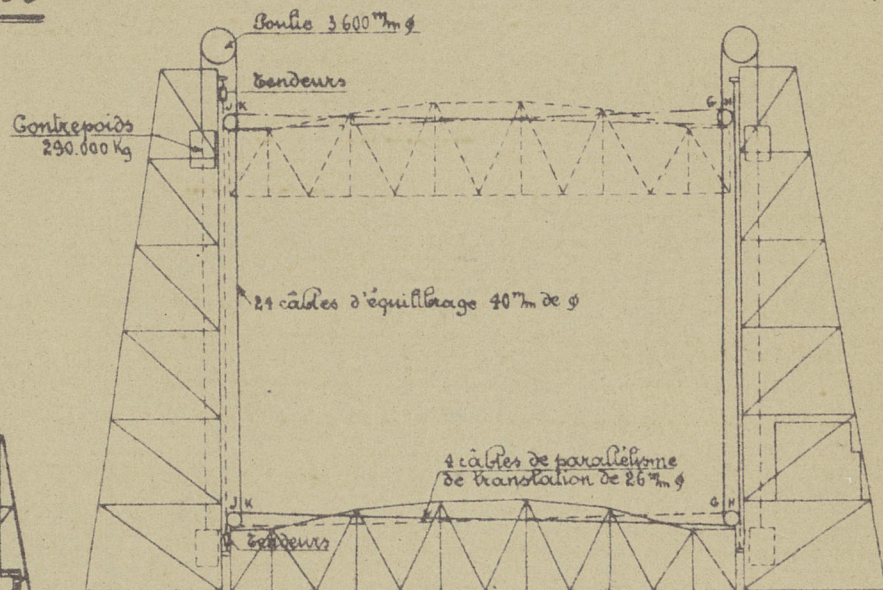 Poulie 3600 m/m ø
Tendeurs
J K
G H
Contrepoids
290.000 Kg
24 câbles d'équilibrage 40 m/m de ø
4 câbles de parallélisme
de translation de 26 m/m ø
J K
G H
Tendeurs